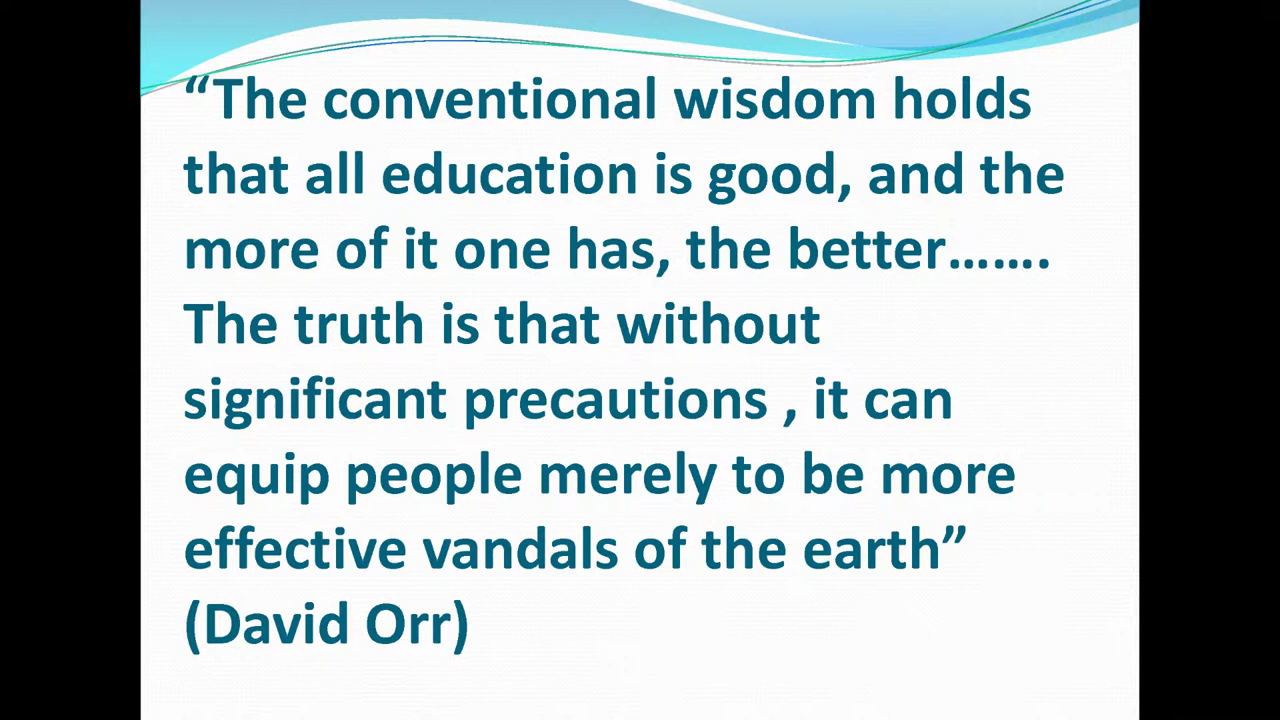 “The conventional wisdom holds
that all education is good, and the
more of it one has, the better…….
The truth is that without
significant precautions , it can
equip people merely to be more
effective vandals of the earth”
(David Orr)